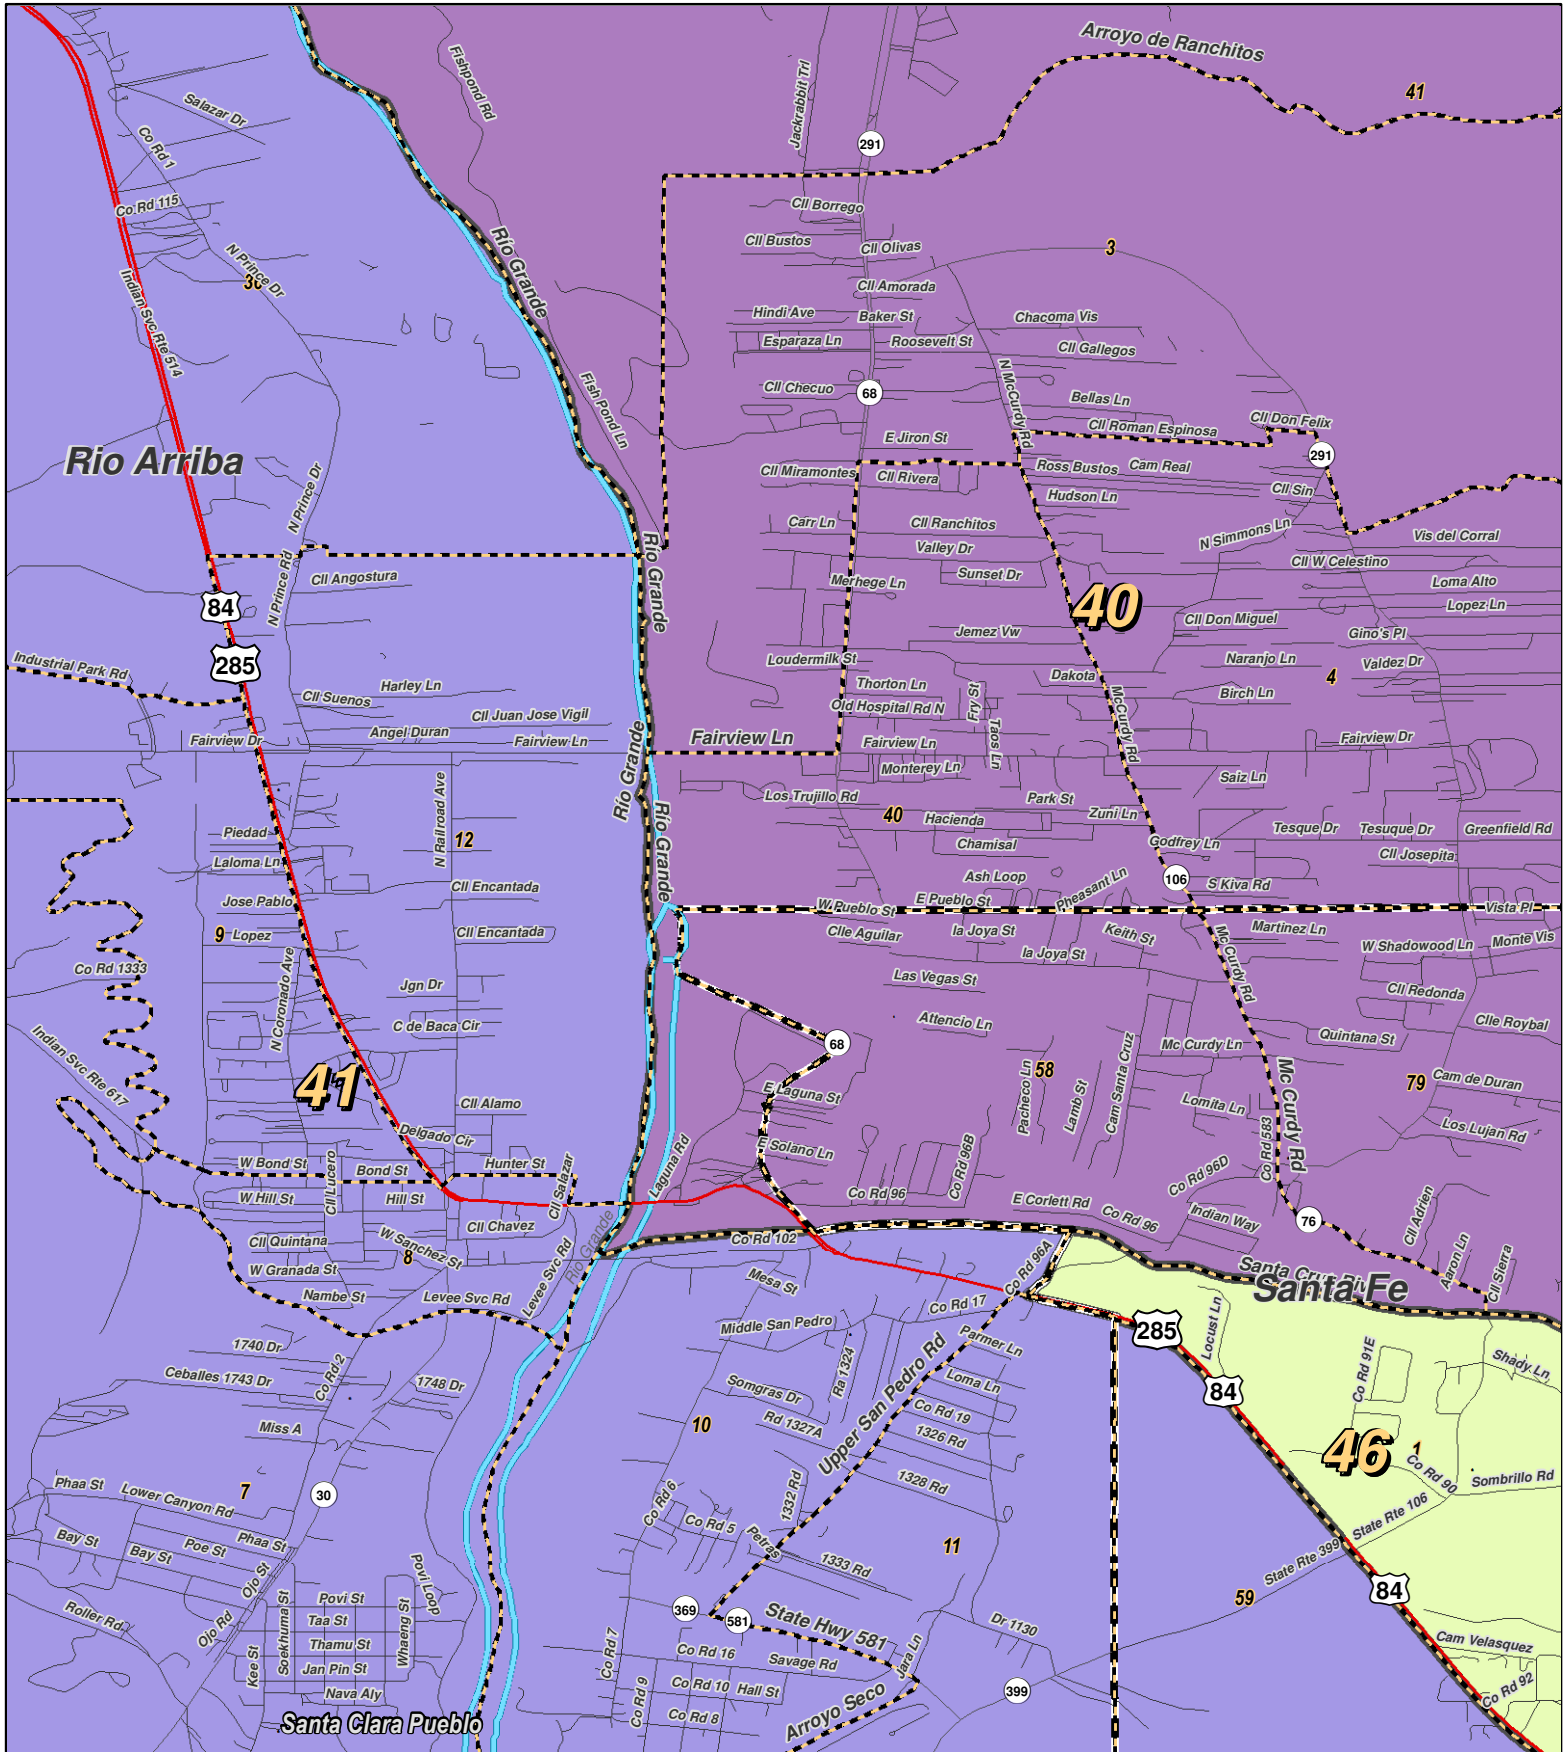 Arroyo de Ranchitos
Fishpond Rd
Jackrabbit Trl
41
Salazar Dr
Co Rd 1
291
Co Rd 115
Cll Borrego
N Prince Dr
Rio Grande
Cll Bustos
Cll Olivas
3
Indian Svc Rte 514
Cll Amorada
Hindi Ave
Baker St
Chacoma Vis
Esparaza Ln
Roosevelt St
Cll Gallegos
Fish Pond Ln
Cll Checuo
68
N McCurdy Rd
Bellas Ln
Cll Don Felix
Cll Roman Espinosa
E Jiron St
291
Rio Arriba
Cll Miramontes
Cll Rivera
Ross Bustos
Cam Real
N Prince Dr
Hudson Ln
Cll Sin
Carr Ln
Cll Ranchitos
N Simmons Ln
Vis del Corral
Rio Grande
Valley Dr
Cll W Celestino
N Prince Rd
Cll Angostura
Merhege Ln
Sunset Dr
Loma Alto
84
40
Lopez Ln
Cll Don Miguel
Jemez Vw
Gino's Pl
285
Industrial Park Rd
Loudermilk St
Naranjo Ln
Valdez Dr
Dakota
4
Harley Ln
Thorton Ln
Fry St
Birch Ln
Cll Suenos
Old Hospital Rd N
McCurdy Rd
Cll Juan Jose Vigil
Taos Ln
Angel Duran
Fairview Dr
Fairview Ln
Fairview Ln
Fairview Ln
Fairview Dr
Rio Grande
Monterey Ln
Saiz Ln
N Railroad Ave
Los Trujillo Rd
Park St
Rio Grande
Zuni Ln
40
Hacienda
Tesque Dr
Tesuque Dr
Greenfield Rd
Piedad
12
Chamisal
Godfrey Ln
Laloma Ln
Cll Josepita
Ash Loop
106
S Kiva Rd
Cll Encantada
Pheasant Ln
Jose Pablo
W Pueblo St
E Pueblo St
Vista Pl
9
Lopez
Cll Encantada
Clle Aguilar
la Joya St
Keith St
Martinez Ln
Monte Vis
W Shadowood Ln
la Joya St
Co Rd 1333
Mc Curdy Rd
Las Vegas St
Jgn Dr
Cll Redonda
N Coronado Ave
C de Baca Cir
Attencio Ln
Clle Roybal
Quintana St
68
Mc Curdy Ln
Indian Svc Rte 617
41
58
Pacheco Ln
Cam Santa Cruz
Mc Curdy Rd
79
Cam de Duran
E Laguna St
Lamb St
Lomita Ln
Cll Alamo
Los Lujan Rd
Delgado Cir
E Solano Ln
Co Rd 583
W Bond St
Bond St
Hunter St
Laguna Rd
Co Rd 96B
Co Rd 96D
Cll Lucero
Cll Salazar
W Hill St
Hill St
Co Rd 96
E Corlett Rd
Indian Way
Cll Chavez
Co Rd 96
76
Cll Adrien
Cll Quintana
W Sanchez St
Co Rd 102
Rio Grande
Aaron Ln
8
Levee Svc Rd
Co Rd 96A
W Granada St
Mesa St
Santa Fe
Cll Sierra
Nambe St
Levee Svc Rd
Co Rd 17
Middle San Pedro
285
Locust Ln
1740 Dr
Parmer Ln
Shady Ln
Co Rd 2
Ra 1324
Upper San Pedro Rd
Co Rd 91E
Ceballes 1743 Dr
1748 Dr
Somgras Dr
Loma Ln
84
Miss A
10
Rd 1327A
Co Rd 19
1326 Rd
46
1
Co Rd 90
Phaa St
7
30
Lower Canyon Rd
1328 Rd
Sombrillo Rd
Co Rd 6
1332 Rd
State Rte 106
Bay St
Poe St
Phaa St
Co Rd 5
Petras
11
Bay St
Ojo St
Povi Loop
1333 Rd
State Rte 399
Roller Rd
Povi St
59
84
Ojo Rd
Taa St
369
581
State Hwy 581
Dr 1130
Soekhuma St
Thamu St
Whaeng St
Cam Velasquez
Kee St
Jan Pin St
Co Rd 7
Co Rd 16
Savage Rd
Jara Ln
Nava Aly
Co Rd 9
Co Rd 10
Hall St
399
Co Rd 92
Santa Clara Pueblo
Co Rd 8
Arroyo Seco